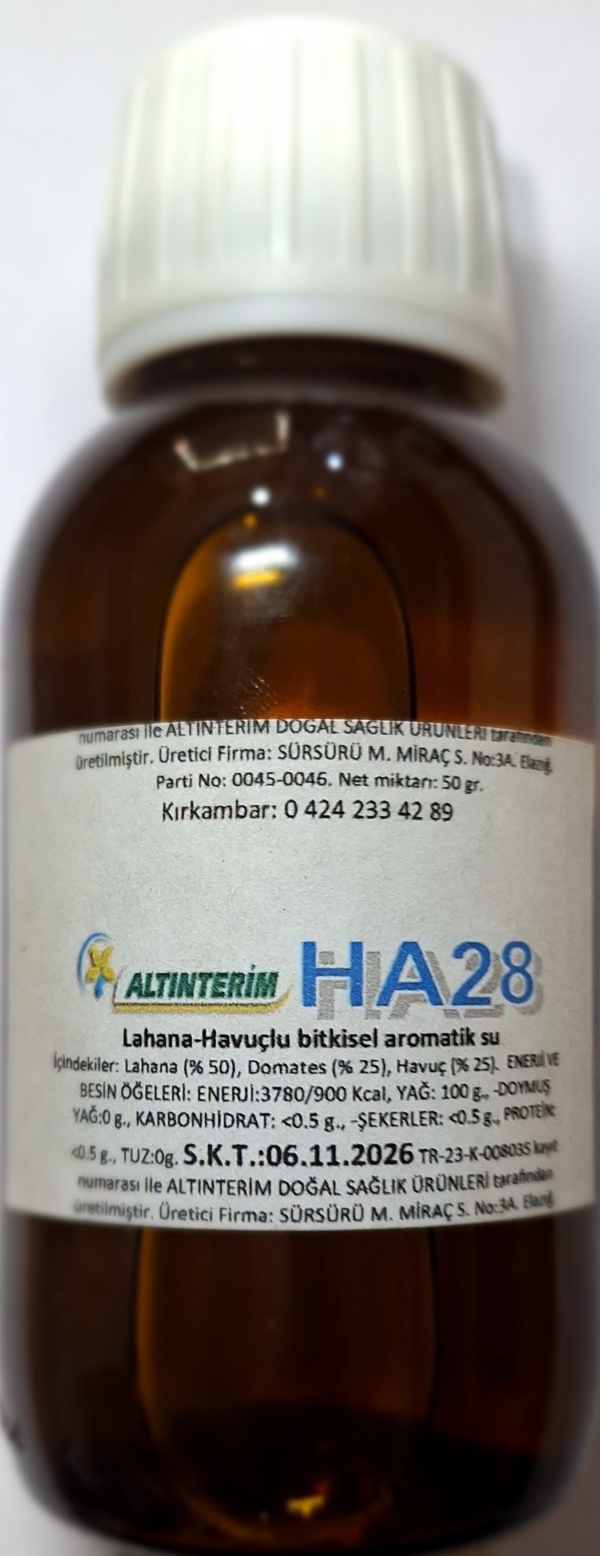 numarası ile ALTINTERİM DOĞAL SAĞLIK ÜRÜNLERİ tarafından
üretilmiştir. Üretici Firma: SÜRSÜRÜ M. MİRAÇ S. No:3A. Elazığ.
Parti No: 0045-0046. Net miktarı: 50 gr.
Kırkambar: 0 424 233 42 89
ALTINTERİM HA28
Lahana-Havuçlu bitkisel aromatik su
İçindekiler: Lahana (% 50), Domates (% 25), Havuç (% 25). ENERJİ VE
BESİN ÖĞELERİ: ENERJİ:3780/900 Kcal, YAĞ: 100 g., -DOYMUŞ
YAĞ:0 g., KARBONHİDRAT: <0.5 g., -ŞEKERLER: <0.5 g., PROTEİN:
<0.5 g., TUZ:0g. S.K.T.:06.11.2026 TR-23-K-008035 kayıt
numarası ile ALTINTERİM DOĞAL SAĞLIK ÜRÜNLERİ tarafından
üretilmiştir. Üretici Firma: SÜRSÜRÜ M. MİRAÇ S. No:3A. Elazığ.